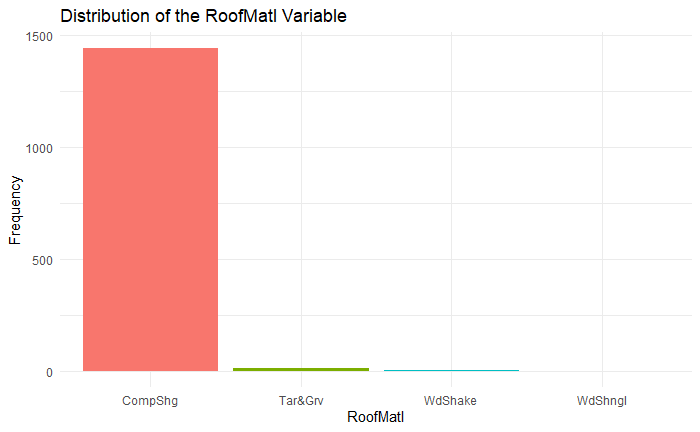 Distribution of the RoofMatl Variable
1500
1000
500
0
Frequency
CompShg Tar&Grv WdShake WdShngl
RoofMatl